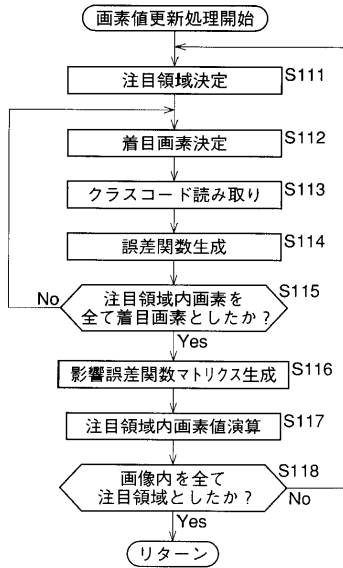 画素値更新処理開始
注目領域決定
S111
着目画素決定
S112
クラスコード読み取り
S113
誤差関数生成
S114
注目領域内画素を
全て着目画素としたか?
S115
No
Yes
影響誤差関数マトリクス生成
S116
注目領域内画素値演算
S117
画像内を全て
注目領域としたか?
S118
No
Yes
リターン